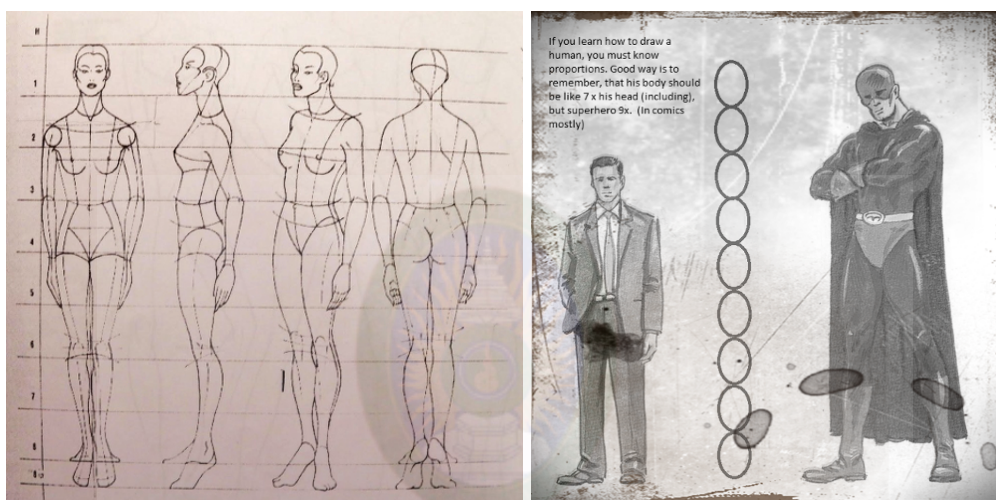 H
1
2
3
4
5
6
7
8
If you learn how to draw a
human, you must know
proportions. Good way is to
remember, that his body should
be like 7 x his head (including),
but superhero 9x.  (In comics
mostly)